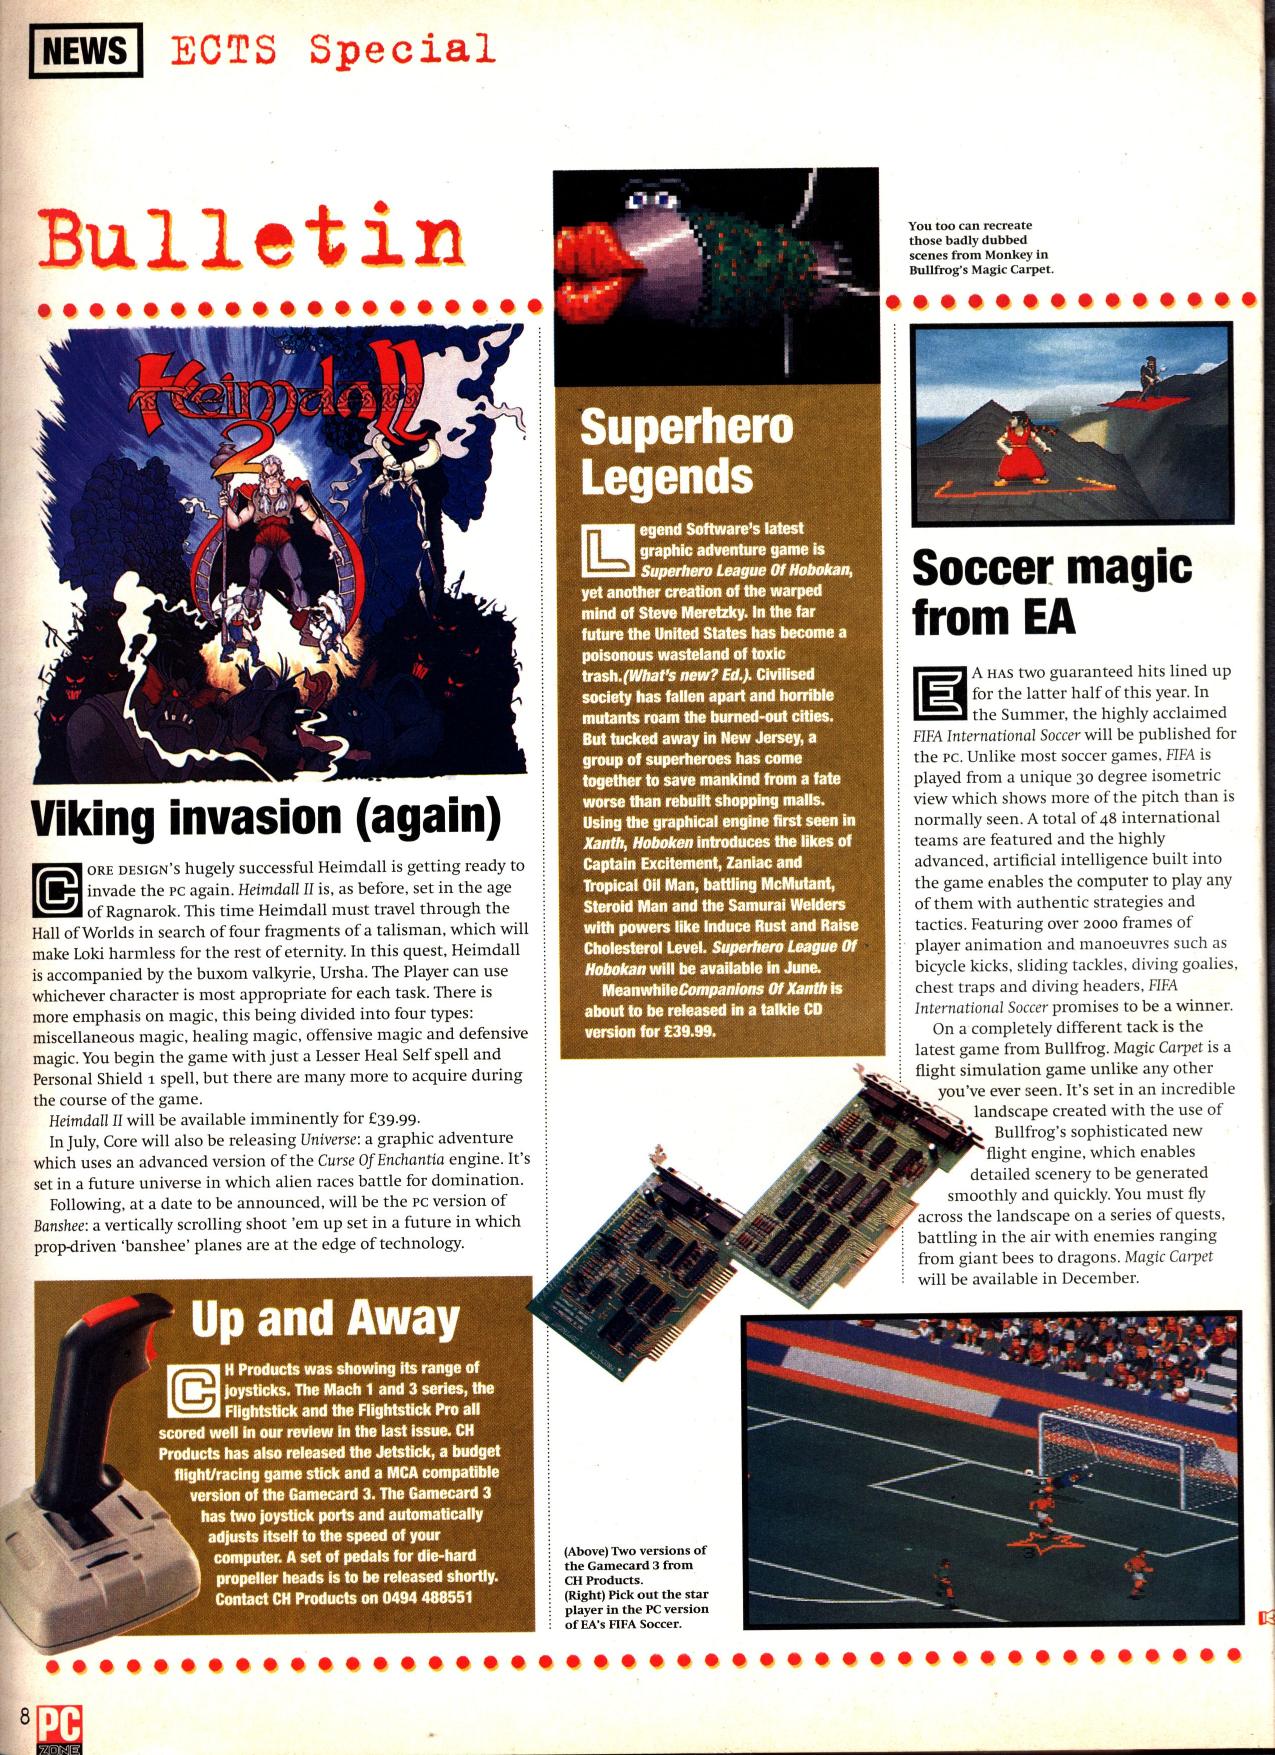 NEWS ECTS Special
Bulletin
Heimdall
2
Viking invasion (again)
CORE DESIGN's hugely successful Heimdall is getting ready to
invade the PC again. Heimdall II is, as before, set in the age
of Ragnarok. This time Heimdall must travel through the
Hall of Worlds in search of four fragments of a talisman, which will
make Loki harmless for the rest of eternity. In this quest, Heimdall
is accompanied by the buxom valkyrie, Ursha. The Player can use
whichever character is most appropriate for each task. There is
more emphasis on magic, this being divided into four types:
miscellaneous magic, healing magic, offensive magic and defensive
magic. You begin the game with just a Lesser Heal Self spell and
Personal Shield 1 spell, but there are many more to acquire during
the course of the game.
Heimdall II will be available imminently for £39.99.
In July, Core will also be releasing Universe: a graphic adventure
which uses an advanced version of the Curse Of Enchantia engine. It's
set in a future universe in which alien races battle for domination.
Following, at a date to be announced, will be the PC version of
Banshee: a vertically scrolling shoot 'em up set in a future in which
prop-driven 'banshee' planes are at the edge of technology.
Up and Away
CH Products was showing its range of
joysticks. The Mach 1 and 3 series, the
Flightstick and the Flightstick Pro all
scored well in our review in the last issue. CH
Products has also released the Jetstick, a budget
flight/racing game stick and a MCA compatible
version of the Gamecard 3. The Gamecard 3
has two joystick ports and automatically
adjusts itself to the speed of your
computer. A set of pedals for die-hard
propeller heads is to be released shortly.
Contact CH Products on 0494 488551
Superhero
Legends
Legend Software's latest
graphic adventure game is
Superhero League Of Hobokan,
yet another creation of the warped
mind of Steve Meretzky. In the far
future the United States has become a
poisonous wasteland of toxic
trash.(What's new? Ed.). Civilised
society has fallen apart and horrible
mutants roam the burned-out cities.
But tucked away in New Jersey, a
group of superheroes has come
together to save mankind from a fate
worse than rebuilt shopping malls.
Using the graphical engine first seen in
Xanth, Hoboken introduces the likes of
Captain Excitement, Zaniac and
Tropical Oil Man, battling McMutant,
Steroid Man and the Samurai Welders
with powers like Induce Rust and Raise
Cholesterol Level. Superhero League Of
Hobokan will be available in June.
Meanwhile Companions Of Xanth is
about to be released in a talkie CD
version for £39.99.
(Above) Two versions of
the Gamecard 3 from
CH Products.
(Right) Pick out the star
player in the PC version
of EA's FIFA Soccer.
You too can recreate
those badly dubbed
scenes from Monkey in
Bullfrog's Magic Carpet.
Soccer magic
from EA
EA HAS two guaranteed hits lined up
for the latter half of this year. In
the Summer, the highly acclaimed
FIFA International Soccer will be published for
the PC. Unlike most soccer games, FIFA is
played from a unique 30 degree isometric
view which shows more of the pitch than is
normally seen. A total of 48 international
teams are featured and the highly
advanced, artificial intelligence built into
the game enables the computer to play any
of them with authentic strategies and
tactics. Featuring over 2000 frames of
player animation and manoeuvres such as
bicycle kicks, sliding tackles, diving goalies,
chest traps and diving headers, FIFA
International Soccer promises to be a winner.
On a completely different tack is the
latest game from Bullfrog. Magic Carpet is a
flight simulation game unlike any other
you've ever seen. It's set in an incredible
landscape created with the use of
Bullfrog's sophisticated new
flight engine, which enables
detailed scenery to be generated
smoothly and quickly. You must fly
across the landscape on a series of quests,
battling in the air with enemies ranging
from giant bees to dragons. Magic Carpet
will be available in December.
8 PC
ZONE